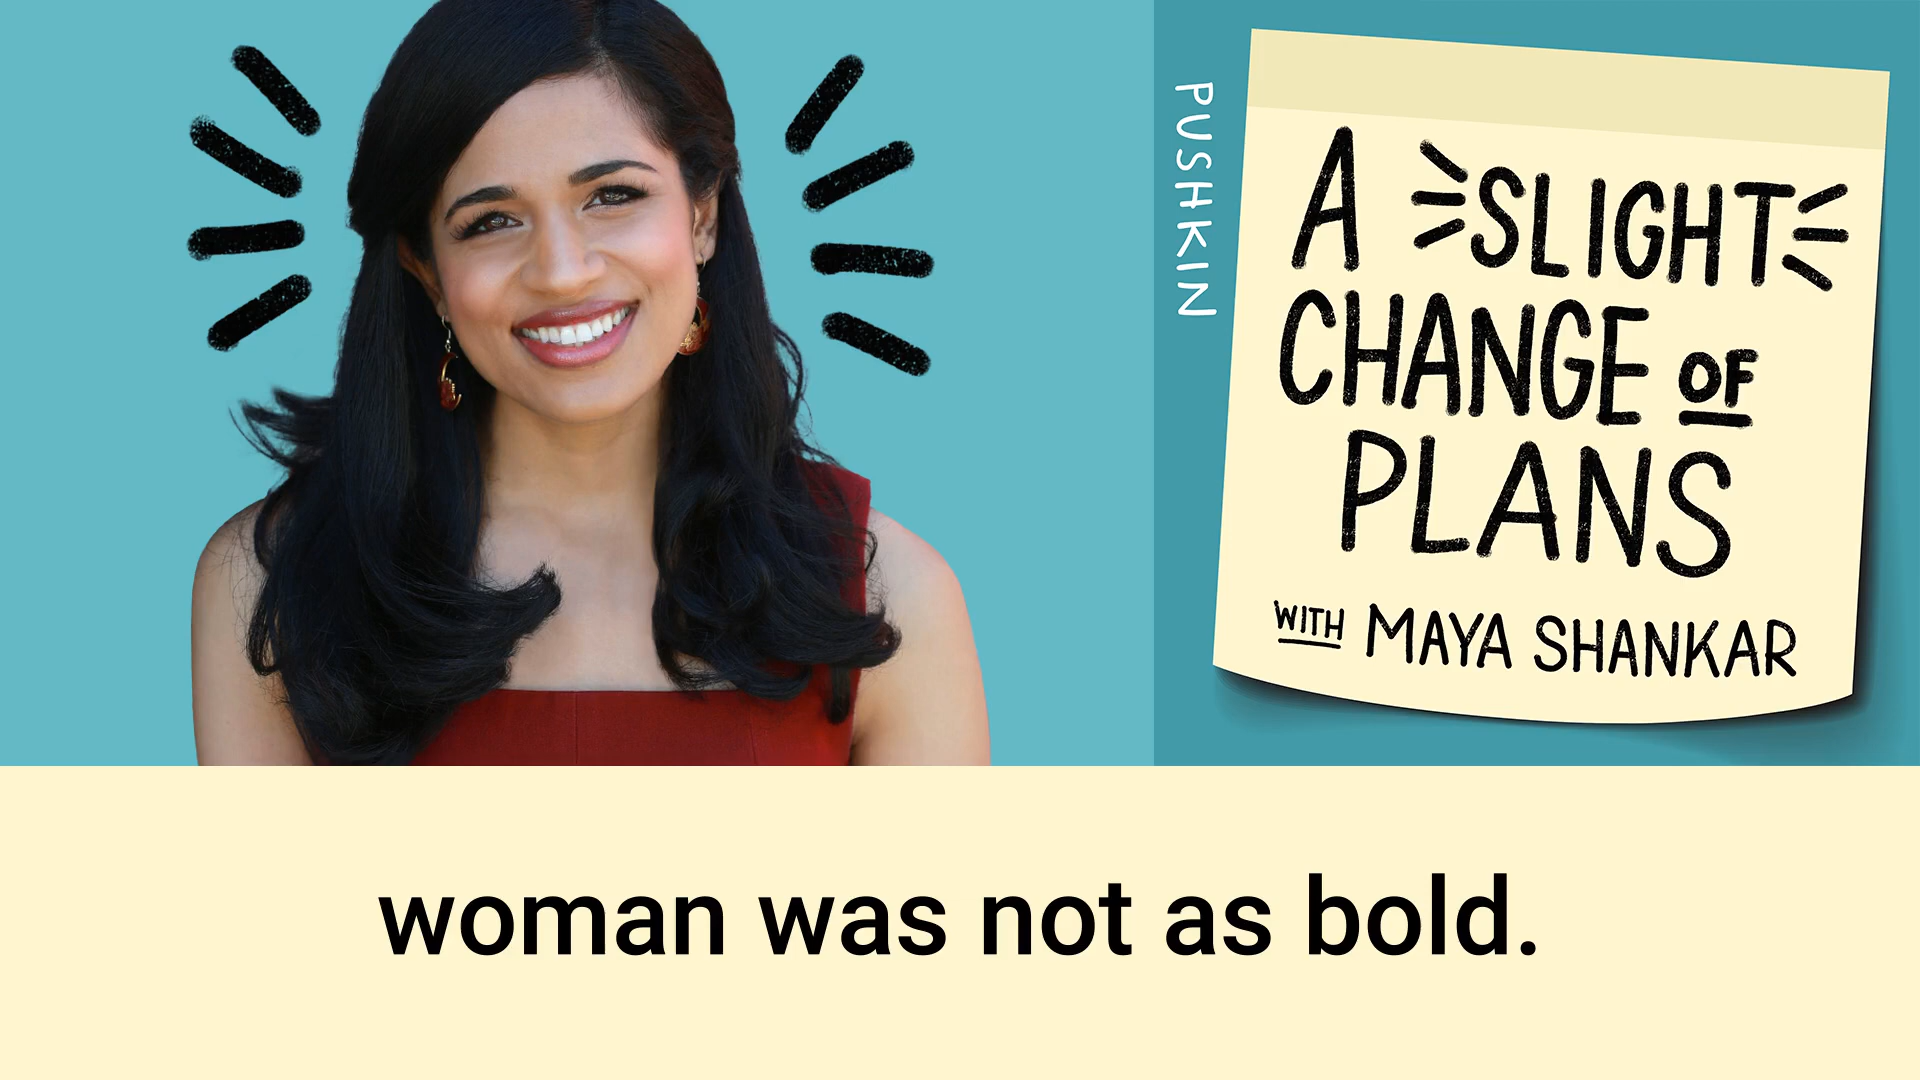 PUSHKIN
A SLIGHT
CHANGE OF
PLANS
WITH MAYA SHANKAR
woman was not as bold.